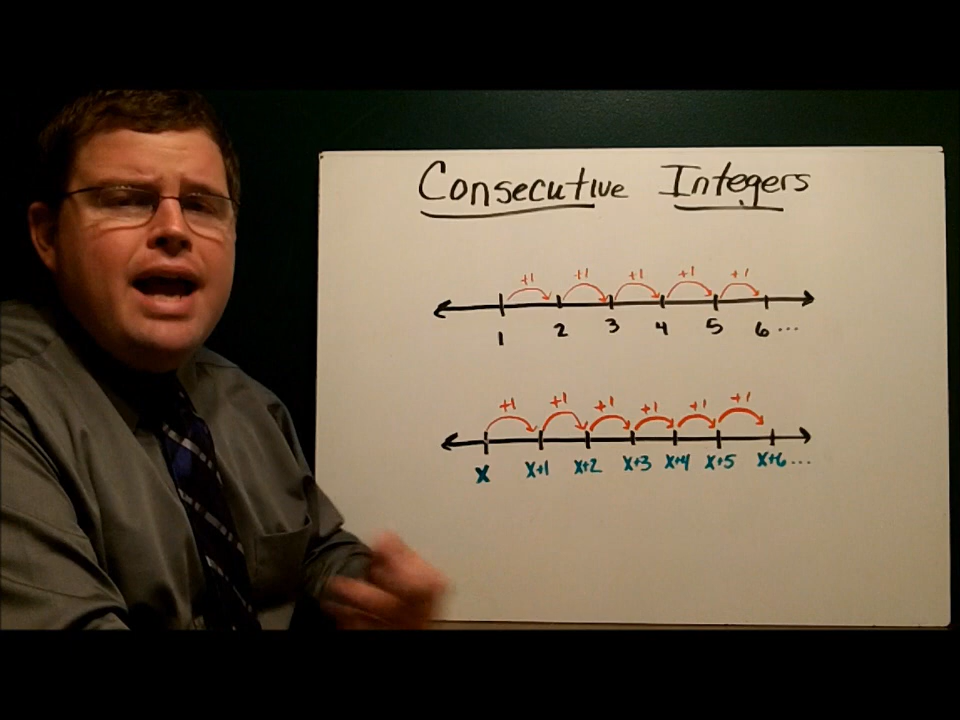 Consecutive Integers
+1 +1 +1 +1 +1
1 2 3 4 5 6 ...
+1 +1 +1 +1 +1 +1
x x+1 x+2 x+3 x+4 x+5 x+6 ...